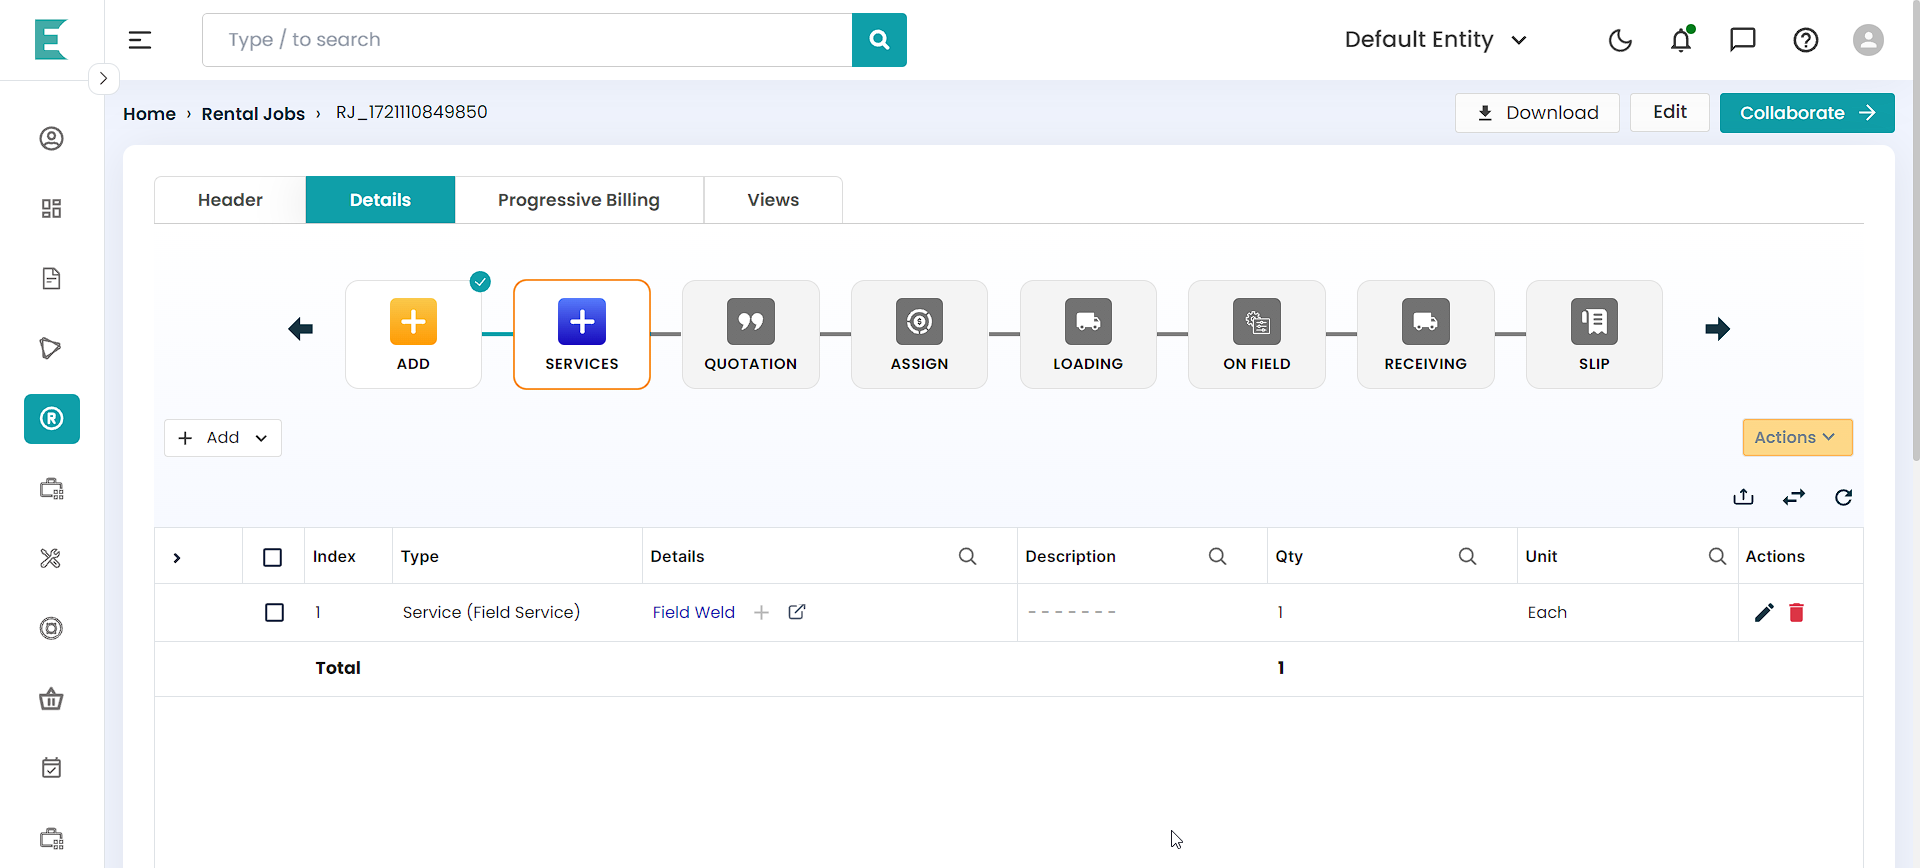 E
Type / to search
Default Entity
Home › Rental Jobs › RJ_1721110849850
Download
Edit
Collaborate
Header
Details
Progressive Billing
Views
ADD
SERVICES
QUOTATION
ASSIGN
LOADING
ON FIELD
RECEIVING
SLIP
R
+ Add
Actions
Index Type Details Description Qty Unit Actions
1 Service (Field Service) Field Weld + ------- 1 Each
Total 1